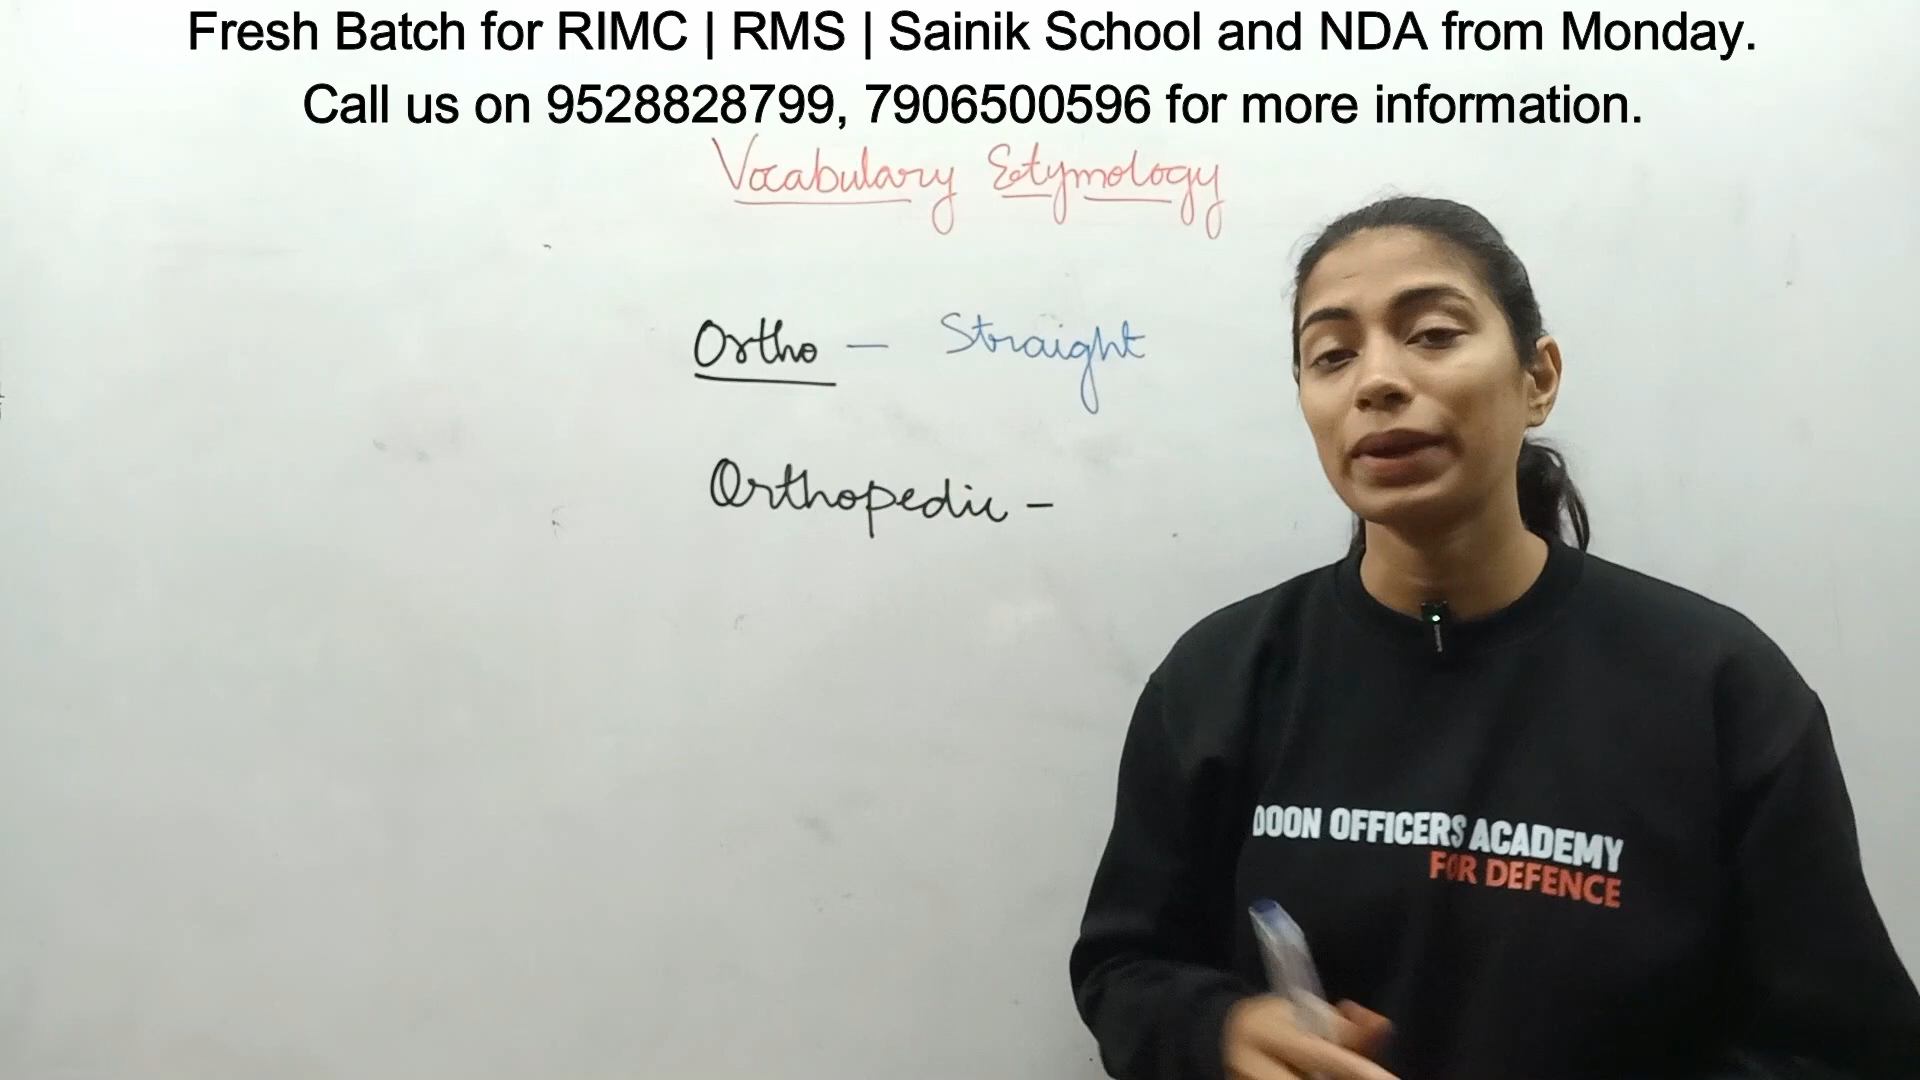 Fresh Batch for RIMC | RMS | Sainik School and NDA from Monday.
Call us on 9528828799, 7906500596 for more information.
Vocabulary Etymology
Ortho — Straight
Orthopedic -
DOON OFFICERS ACADEMY
FOR DEFENCE